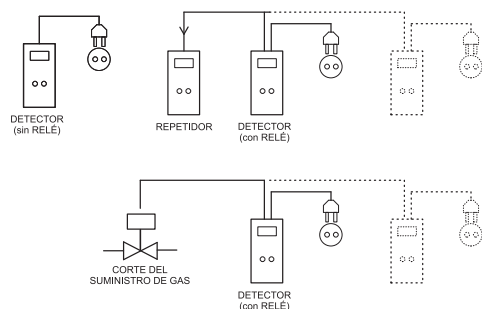 DETECTOR
(sin RELÉ)
REPETIDOR
DETECTOR
(con RELÉ)
CORTE DEL
SUMINISTRO DE GAS
DETECTOR
(con RELÉ)